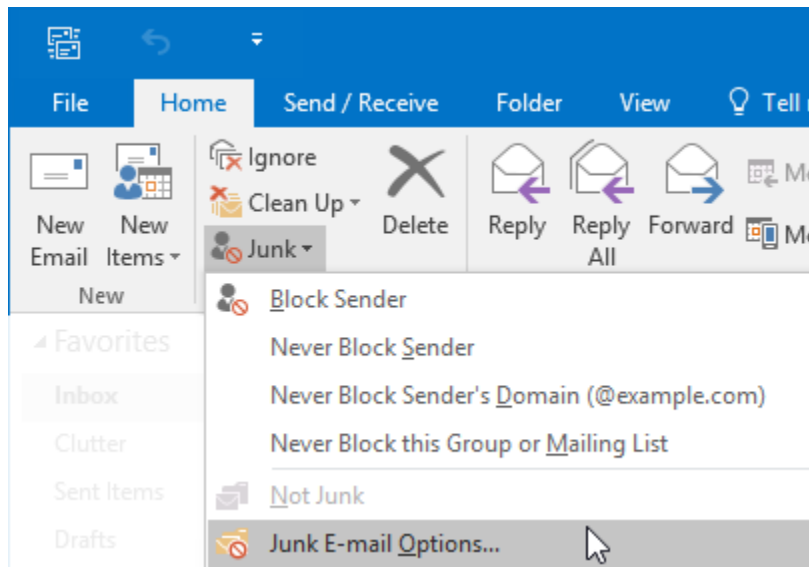 File Home Send / Receive Folder View Tell
Ignore
Clean Up
Junk
New
Email
New
Items
Delete
Reply
Reply
All
Forward
New
Block Sender
Never Block Sender
Never Block Sender's Domain (@example.com)
Never Block this Group or Mailing List
Not Junk
Junk E-mail Options...
Favorites
Inbox
Clutter
Sent Items
Drafts